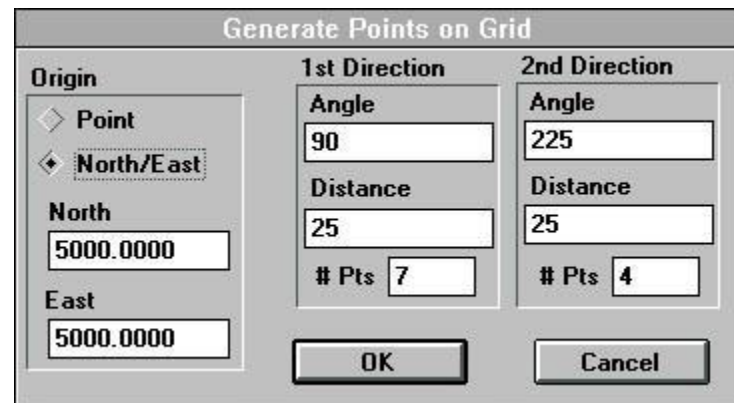 Generate Points on Grid
Origin
Point
North/East
North
5000.0000
East
5000.0000
1st Direction
Angle
90
Distance
25
# Pts 7
2nd Direction
Angle
225
Distance
25
# Pts 4
OK
Cancel